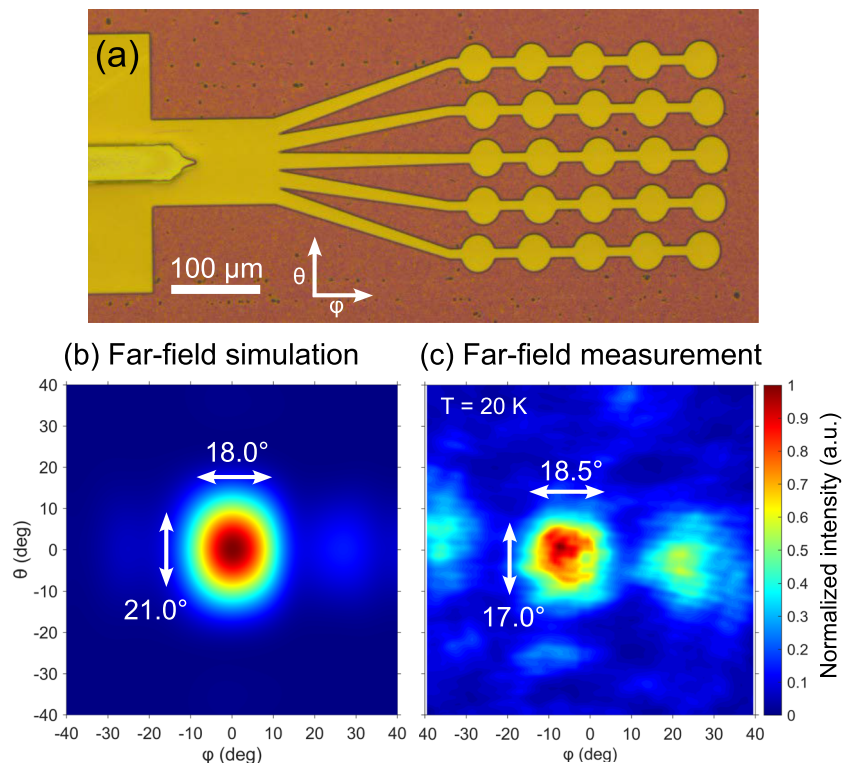 (a)
100 μm
θ
φ
(b) Far-field simulation
(c) Far-field measurement
40
30
20
10
0
-10
-20
-30
-40
θ (deg)
18.0°
21.0°
-40 -30 -20 -10 0 10 20 30 40
φ (deg)
T = 20 K
18.5°
17.0°
-40 -30 -20 -10 0 10 20 30 40
φ (deg)
1
0.9
0.8
0.7
0.6
0.5
0.4
0.3
0.2
0.1
0
Normalized intensity (a.u.)